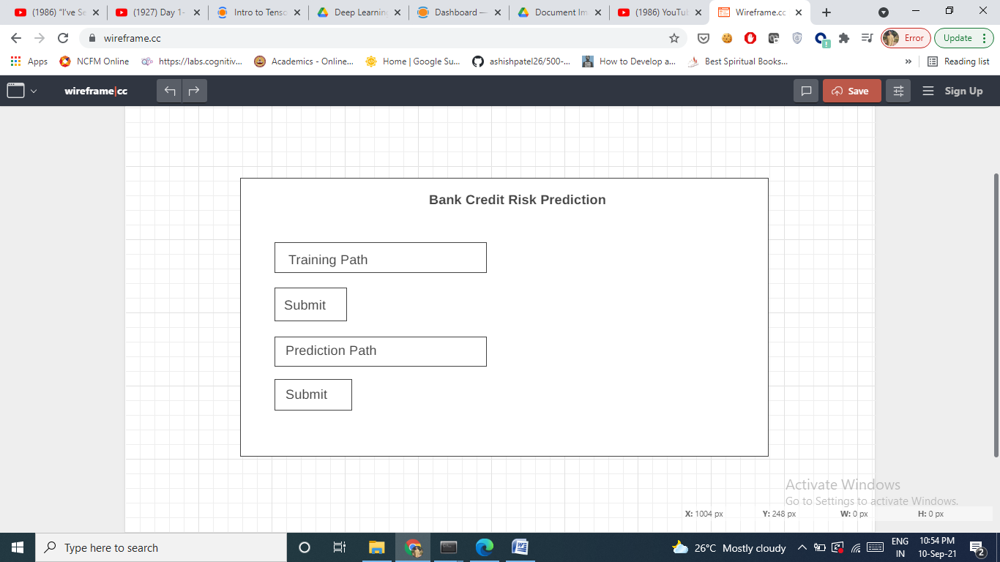 (1986) "I've Se
(1927) Day 1-
Intro to Tenso
Deep Learning
Dashboard —
Document Im
(1986) YouTu
Wireframe.cc
wireframe.cc
Error
Update
Apps
NCFM Online
https://labs.cognitiv...
Academics - Online...
Home | Google Su...
ashishpatel26/500-...
How to Develop a...
Best Spiritual Books...
»
Reading list
wireframe|cc
Save
Sign Up
Bank Credit Risk Prediction
Training Path
Submit
Prediction Path
Submit
Activate Windows
Go to Settings to activate Windows.
X: 1004 px Y: 248 px W: 0 px H: 0 px
Type here to search
26°C Mostly cloudy
ENG
IN
10:54 PM
10-Sep-21
2